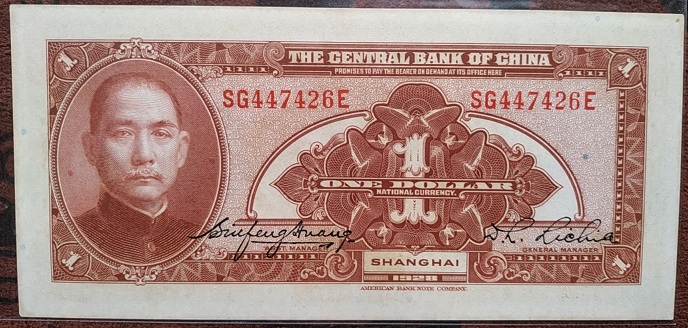 THE CENTRAL BANK OF CHINA
PROMISES TO PAY THE BEARER ON DEMAND AT ITS OFFICE HERE
1 1
SG447426E SG447426E
1
ONE DOLLAR
NATIONAL CURRENCY.
GENERAL MANAGER
SHANGHAI
1928
1 1
AMERICAN BANK NOTE COMPANY.